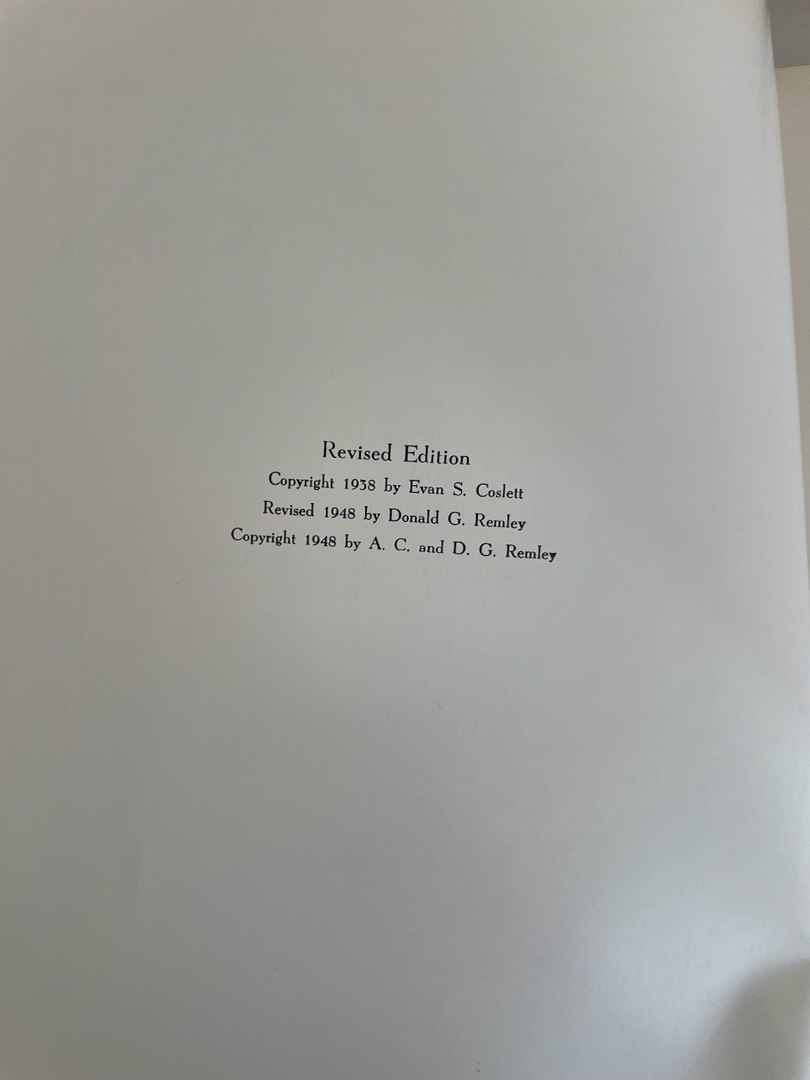 Revised Edition
Copyright 1938 by Evan S. Coslett
Revised 1948 by Donald G. Remley
Copyright 1948 by A. C. and D. G. Remley